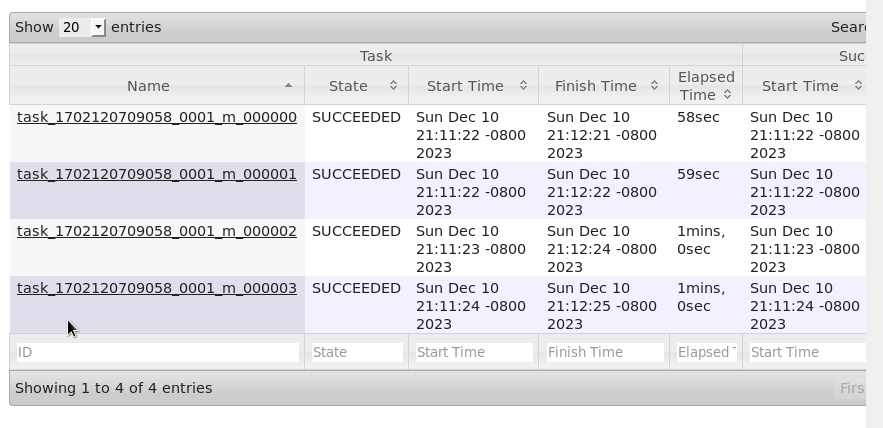 Show 20 entries Sear
Task Suc
Name State Start Time Finish Time Elapsed Time Start Time
task_1702120709058_0001_m_000000 SUCCEEDED Sun Dec 10 Sun Dec 10 58sec Sun Dec 10
21:11:22 -0800 21:12:21 -0800 21:11:22 -0800
2023 2023 2023
task_1702120709058_0001_m_000001 SUCCEEDED Sun Dec 10 Sun Dec 10 59sec Sun Dec 10
21:11:22 -0800 21:12:22 -0800 21:11:22 -0800
2023 2023 2023
task_1702120709058_0001_m_000002 SUCCEEDED Sun Dec 10 Sun Dec 10 1mins, Sun Dec 10
21:11:23 -0800 21:12:24 -0800 0sec 21:11:23 -0800
2023 2023 2023
task_1702120709058_0001_m_000003 SUCCEEDED Sun Dec 10 Sun Dec 10 1mins, Sun Dec 10
21:11:24 -0800 21:12:25 -0800 0sec 21:11:24 -0800
2023 2023 2023
ID State Start Time Finish Time Elapsed Start Time
Showing 1 to 4 of 4 entries Firs